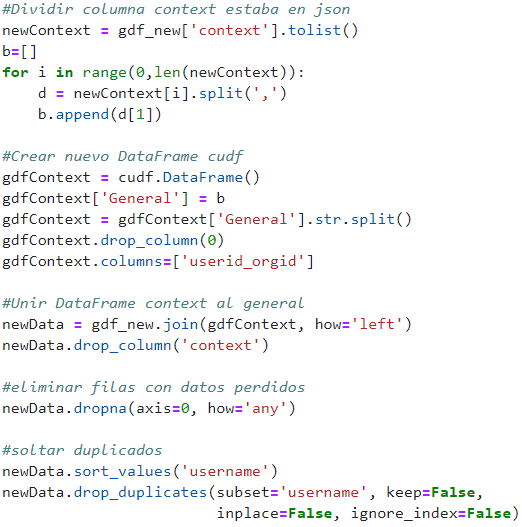 #Dividir columna context estaba en json
newContext = gdf_new['context'].tolist()
b=[]
for i in range(0,len(newContext)):
    d = newContext[i].split(',')
    b.append(d[1])

#Crear nuevo DataFrame cudf
gdfContext = cudf.DataFrame()
gdfContext['General'] = b
gdfContext = gdfContext['General'].str.split()
gdfContext.drop_column(0)
gdfContext.columns=['userid_orgid']

#Unir DataFrame context al general
newData = gdf_new.join(gdfContext, how='left')
newData.drop_column('context')

#eliminar filas con datos perdidos
newData.dropna(axis=0, how='any')

#soltar duplicados
newData.sort_values('username')
newData.drop_duplicates(subset='username', keep=False,
                        inplace=False, ignore_index=False)